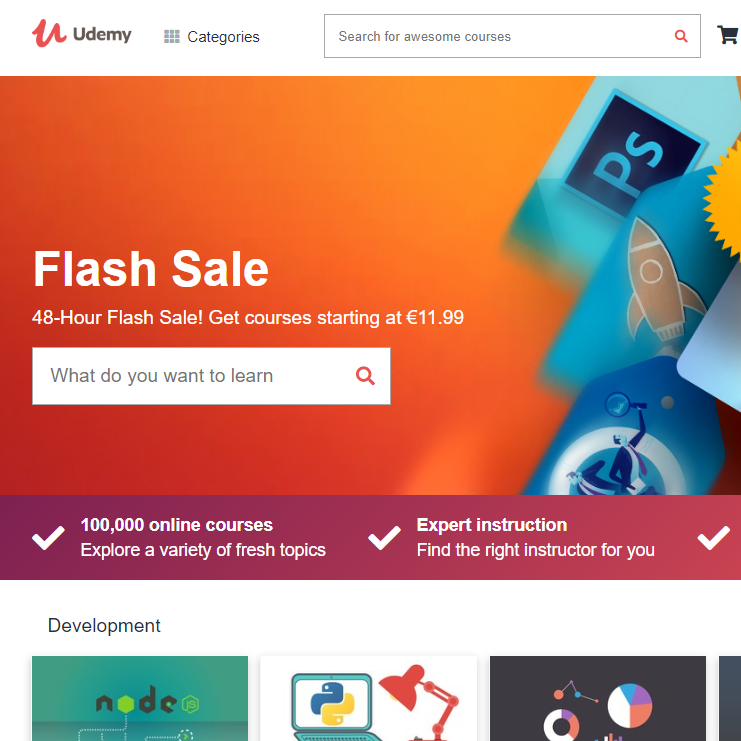 Udemy
Categories
Search for awesome courses
Ps
Flash Sale
48-Hour Flash Sale! Get courses starting at €11.99
What do you want to learn
100,000 online courses
Explore a variety of fresh topics
Expert instruction
Find the right instructor for you
Development
node JS